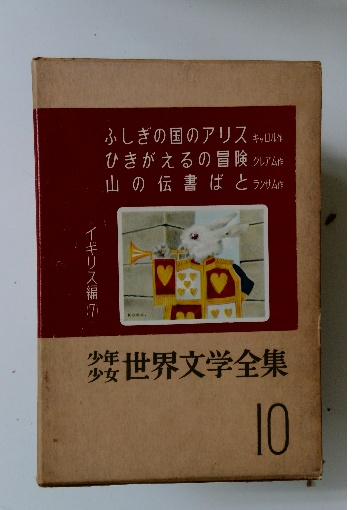 ふしぎの国のアリス キャロル作
ひきがえるの冒険 グレアム作
山の伝書ばと ランサム作
イギリス編(7)
少年少女世界文学全集
10